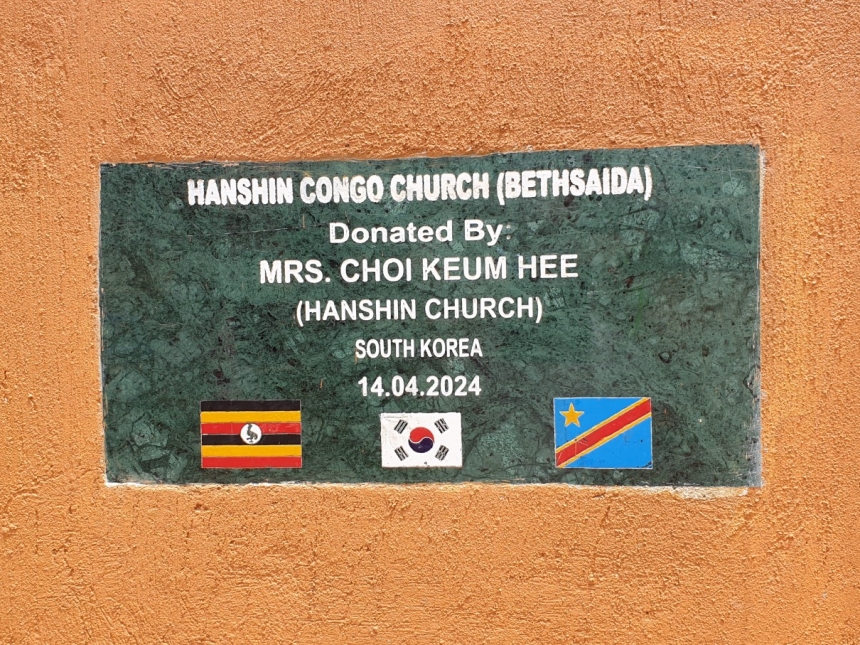 HANSHIN CONGO CHURCH (BETHSAIDA)
Donated By:
MRS. CHOI KEUM HEE
(HANSHIN CHURCH)
SOUTH KOREA
14.04.2024